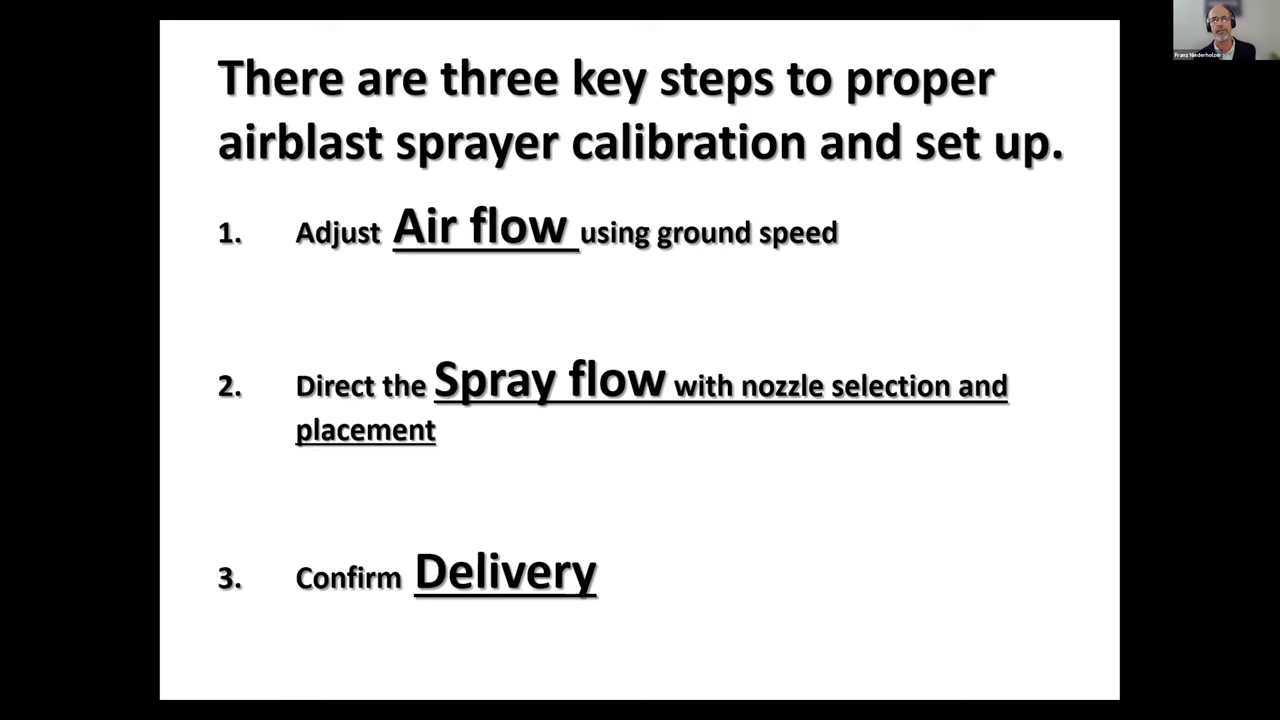 There are three key steps to proper
airblast sprayer calibration and set up.
1. Adjust Air flow using ground speed
2. Direct the Spray flow with nozzle selection and
placement
3. Confirm Delivery
Franz Niederholzer